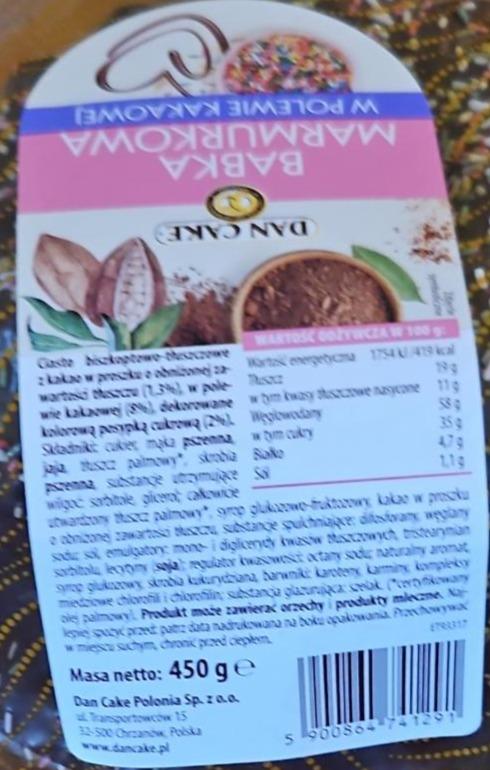 BABKA
MARMURKOWA
W POLEWIE KAKAOWEJ
DAN CAKE
Zdjęcie
WARTOŚĆ ODŻYWCZA W 100 g:
Wartość energetyczna 1754 kJ/419 kcal
Tłuszcz 19 g
w tym kwasy tłuszczowe nasycone 11 g
Węglowodany 58 g
w tym cukry 35 g
Białko 4,7 g
Sól 1,1 g
Ciasto biszkoptowo-tłuszczowe
z kakao w proszku o obniżonej za-
wartości tłuszczu (1,3%), w pole-
wie kakaowej (8%), dekorowane
kolorową posypką cukrową (2%).
Składniki: cukier, mąka pszenna,
jaja, tłuszcz palmowy*, skrobia
pszenna, substancje utrzymujące
wilgoć: sorbitole, glicerol; całkowicie
utwardzony tłuszcz palmowy*, syrop glukozowo-fruktozowy, kakao w proszku
o obniżonej zawartości tłuszczu, substancje spulchniające: difosforany, węglany
sodu; sól, emulgatory: mono- i diglicerydy kwasów tłuszczowych, tristearynian
sorbitolu, lecytyny (soja); regulator kwasowości: octany sodu; naturalny aromat,
syrop glukozowy, skrobia kukurydziana, barwniki: karoteny, karminy, kompleksy
miedziowe chlorofili i chlorofilin; substancja glazurująca: szelak. (*certyfikowany
olej palmowy). Produkt może zawierać orzechy i produkty mleczne. Naj-
lepiej spożyć przed: patrz data nadrukowana na boku opakowania. Przechowywać
w miejscu suchym, chronić przed ciepłem.
ET93317
Masa netto: 450 g e
Dan Cake Polonia Sp. z o.o.
ul. Transportowców 15
32-500 Chrzanów, Polska
www.dancake.pl
5 900864 741291